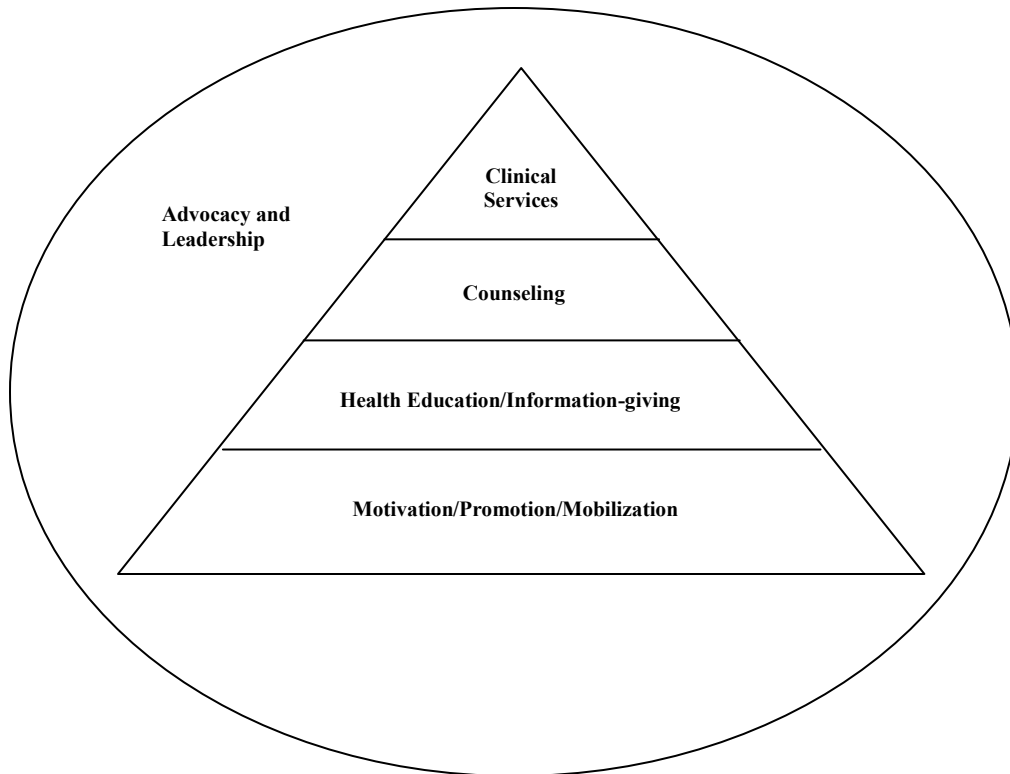 Clinical
Services
Advocacy and
Leadership
Counseling
Health Education/Information-giving
Motivation/Promotion/Mobilization